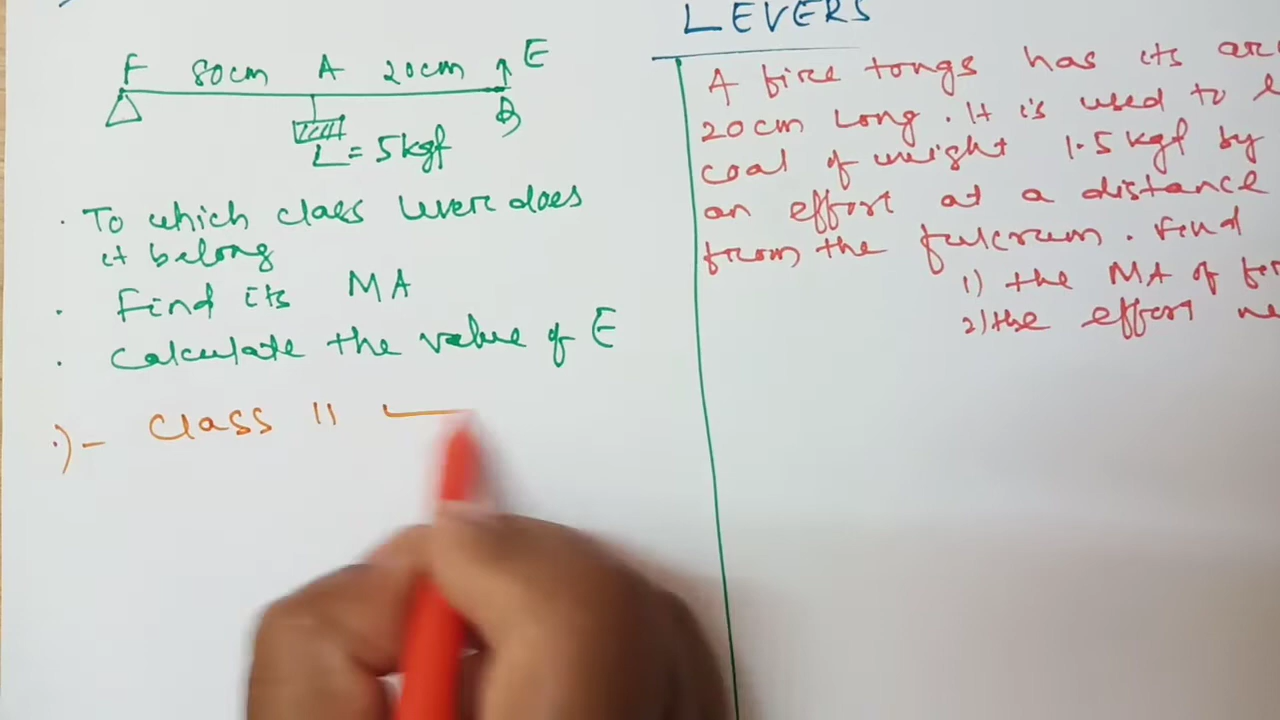 F 80cm A 20cm E
B
L = 5kgf
· To which class lever does
it belong
· Find its MA
· Calculate the value of E
·)- Class II
LEVERS
A fire tongs has its
20cm long. It is used to
coal of weight 1.5kgf by
an effort at a distance
from the fulcrum. Find
1) the MA of
2) the effort